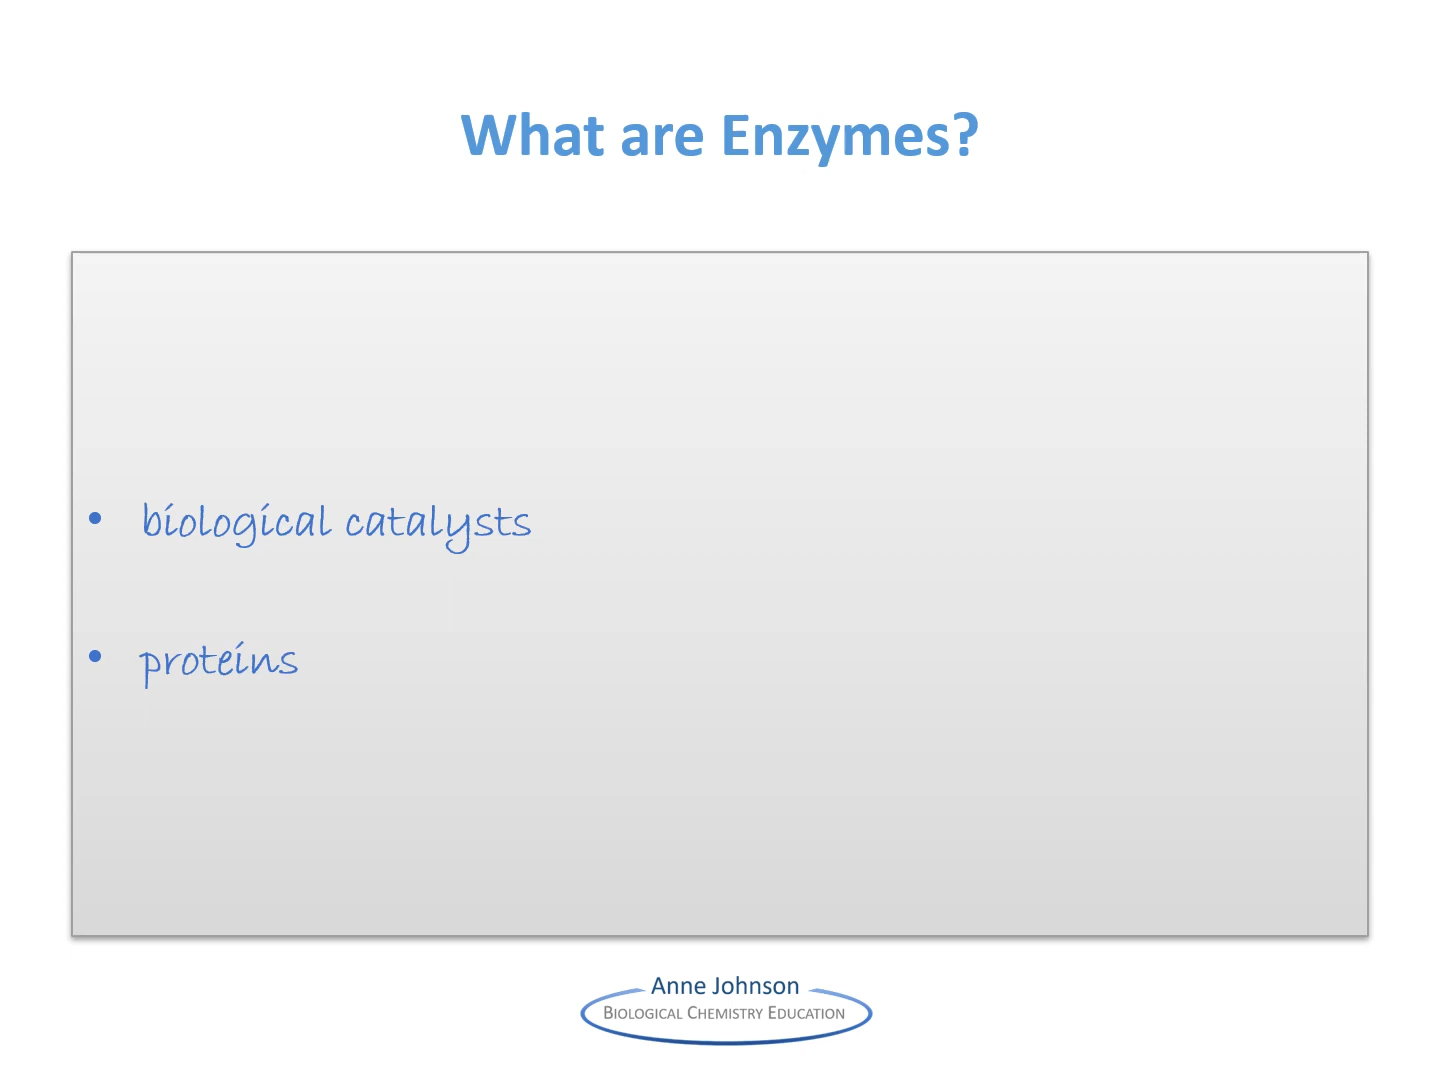 What are Enzymes?
• biological catalysts
• proteins
Anne Johnson
BIOLOGICAL CHEMISTRY EDUCATION